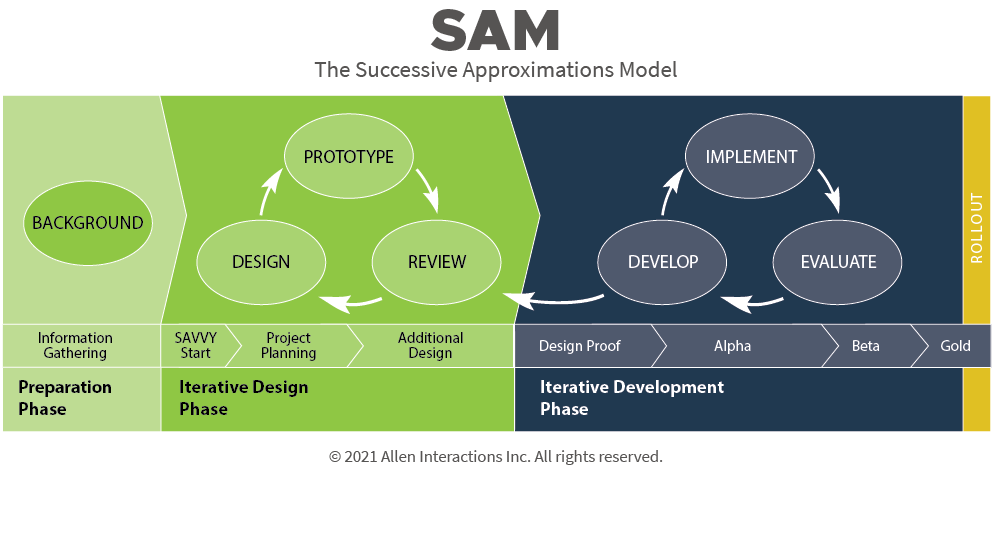 SAM
The Successive Approximations Model
BACKGROUND
PROTOTYPE
DESIGN
REVIEW
IMPLEMENT
DEVELOP
EVALUATE
ROLLOUT
Information
Gathering
SAVVY
Start
Project
Planning
Additional
Design
Design Proof
Alpha
Beta
Gold
Preparation
Phase
Iterative Design
Phase
Iterative Development
Phase
© 2021 Allen Interactions Inc. All rights reserved.